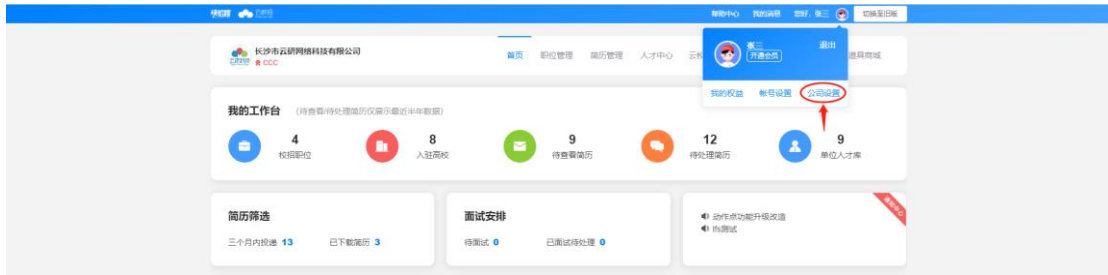 帮助中心 我的消息 您好，张三 切换至旧版
长沙市云研网络科技有限公司
CCC
首页 职位管理 简历管理 人才中心
张三 退出
开通会员
我的权益 帐号设置 公司设置
我的工作台 （待查看/待处理简历仅展示最近半年数据）
4 8 9 12 9
校招职位 入驻高校 待查看简历 待处理简历 单位人才库
简历筛选 面试安排
三个月内投递 13 已下载简历 3 待面试 0 已面试待处理 0
动作点功能升级改造